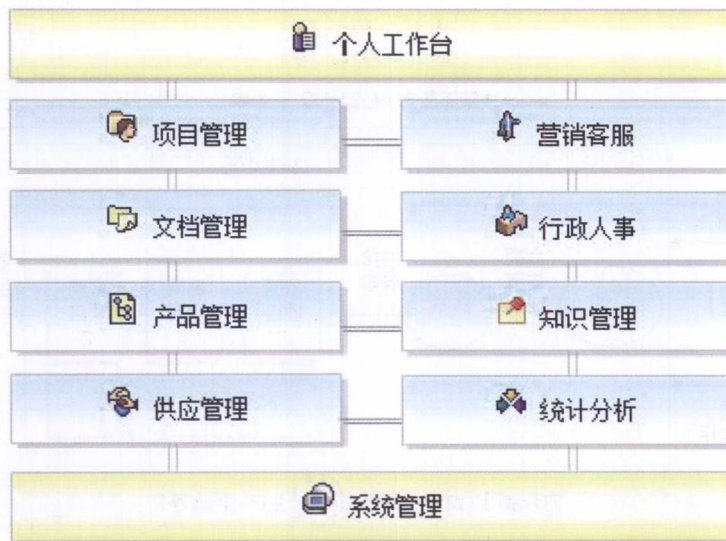 个人工作台
项目管理 营销客服
文档管理 行政人事
产品管理 知识管理
供应管理 统计分析
系统管理